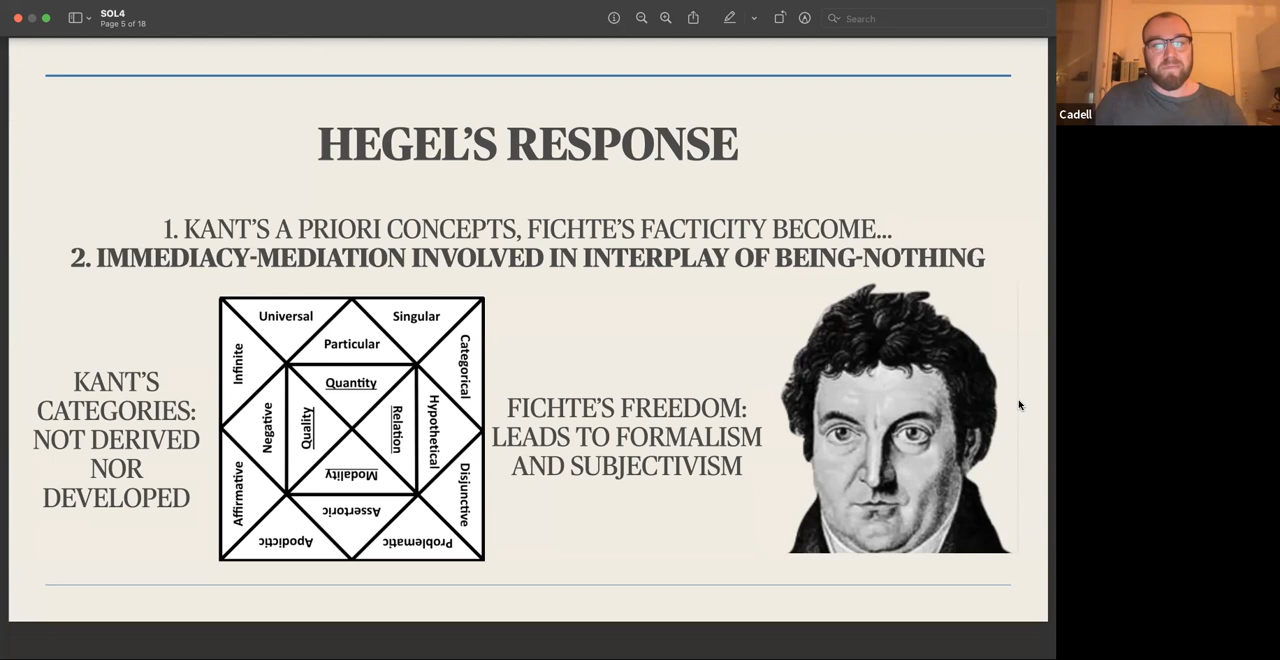 SOL4
Page 5 of 18
Search
Cadell
HEGEL’S RESPONSE
1. KANT’S A PRIORI CONCEPTS, FICHTE’S FACTICITY BECOME...
2. IMMEDIACY-MEDIATION INVOLVED IN INTERPLAY OF BEING-NOTHING
KANT’S
CATEGORIES:
NOT DERIVED
NOR
DEVELOPED
Universal
Singular
Particular
Infinite
Categorical
Quantity
Negative
Quality
Relation
Hypothetical
Modality
Affirmative
Disjunctive
Assertoric
Apodictic
Problematic
FICHTE’S FREEDOM:
LEADS TO FORMALISM
AND SUBJECTIVISM